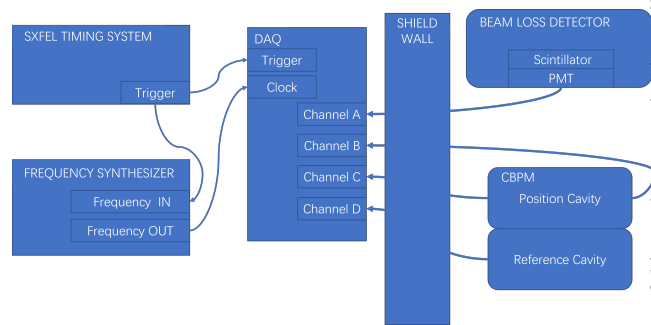 SXFEL TIMING SYSTEM
Trigger
FREQUENCY SYNTHESIZER
Frequency IN
Frequency OUT
DAQ
Trigger
Clock
Channel A
Channel B
Channel C
Channel D
SHIELD
WALL
BEAM LOSS DETECTOR
Scintillator
PMT
CBPM
Position Cavity
Reference Cavity